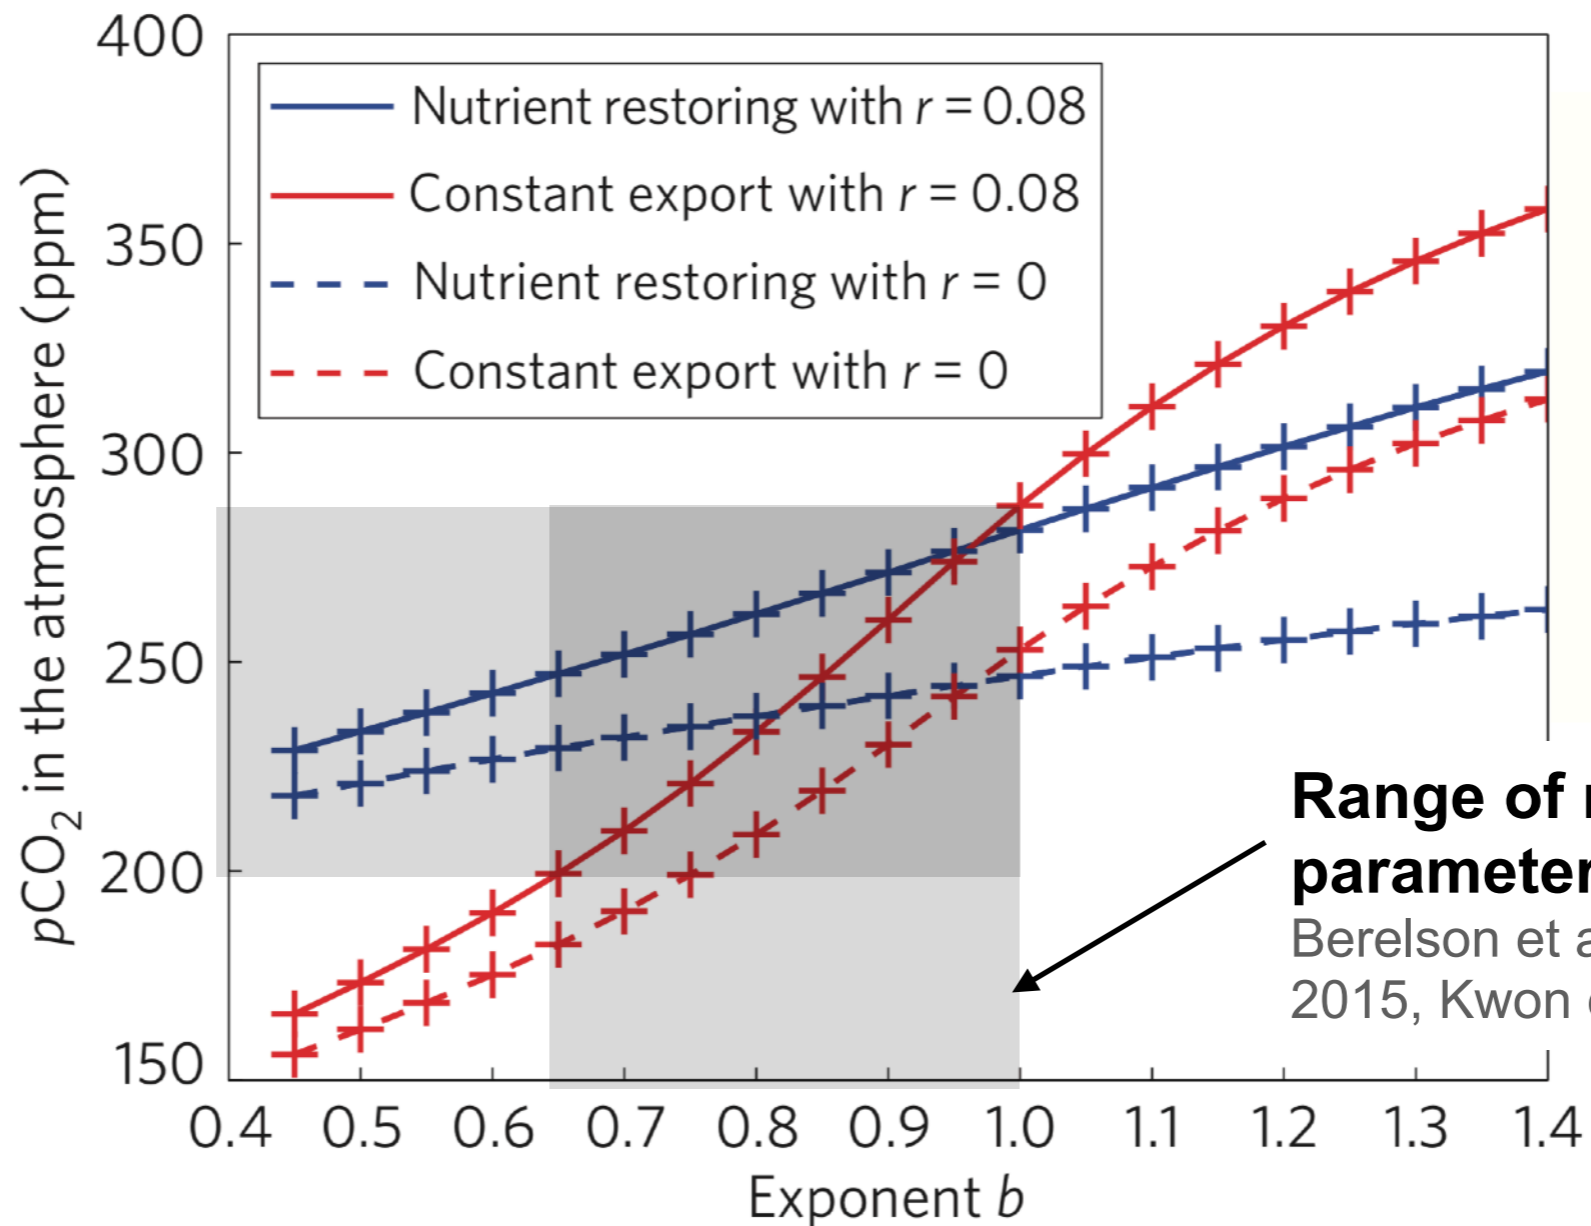 400
350
300
250
200
150
pCO2 in the atmosphere (ppm)
Nutrient restoring with r = 0.08
Constant export with r = 0.08
Nutrient restoring with r = 0
Constant export with r = 0
Range of
parameter
Berelson et
2015, Kwon
0.4 0.5 0.6 0.7 0.8 0.9 1.0 1.1 1.2 1.3 1.4
Exponent b